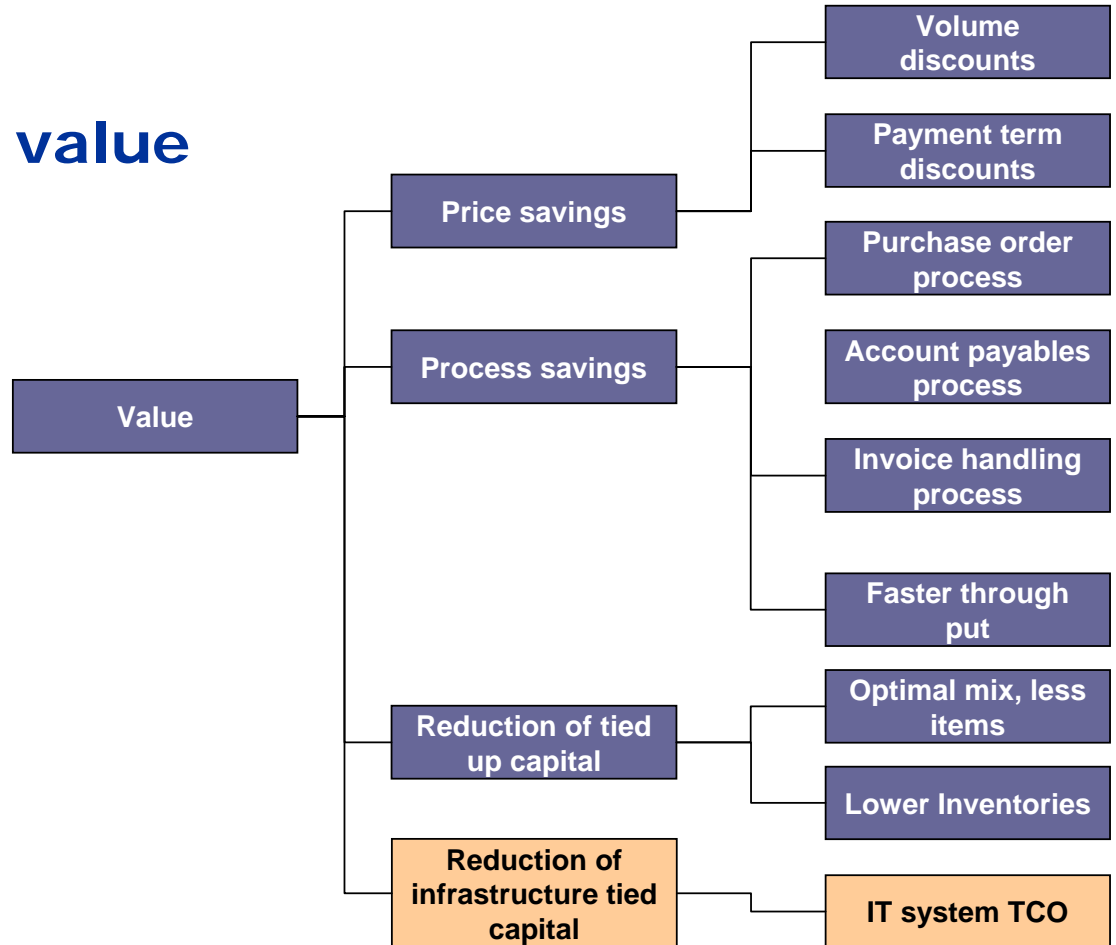 value
Value
Price savings
Process savings
Reduction of tied
up capital
Reduction of
infrastructure tied
capital
Volume
discounts
Payment term
discounts
Purchase order
process
Account payables
process
Invoice handling
process
Faster through
put
Optimal mix, less
items
Lower Inventories
IT system TCO